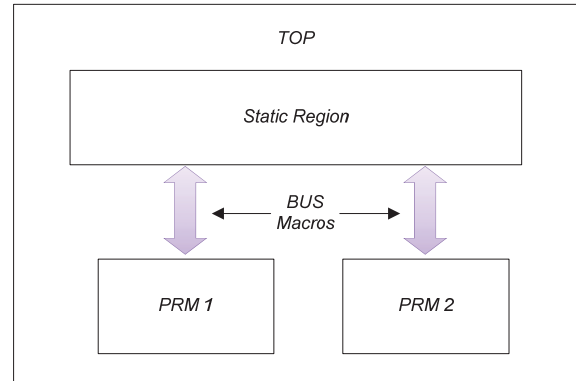 TOP
Static Region
BUS
Macros
PRM 1
PRM 2